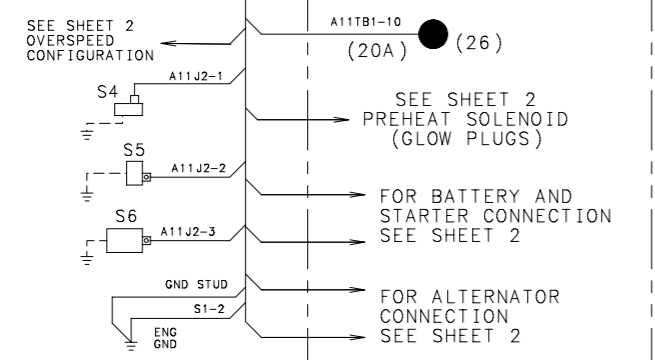 SEE SHEET 2
OVERSPEED
CONFIGURATION
A11TB1-10
(20A)
(26)
A11J2-1
S4
SEE SHEET 2
PREHEAT SOLENOID
(GLOW PLUGS)
S5
A11J2-2
FOR BATTERY AND
STARTER CONNECTION
SEE SHEET 2
S6
A11J2-3
GND STUD
S1-2
ENG
GND
FOR ALTERNATOR
CONNECTION
SEE SHEET 2